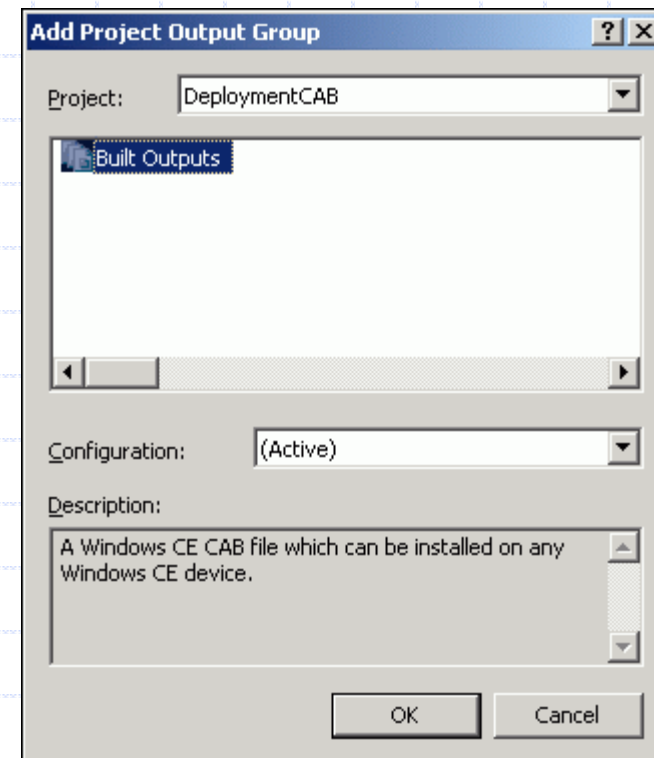 Add Project Output Group
Project: DeploymentCAB
Built Outputs
Configuration: (Active)
Description:
A Windows CE CAB file which can be installed on any
Windows CE device.
OK Cancel